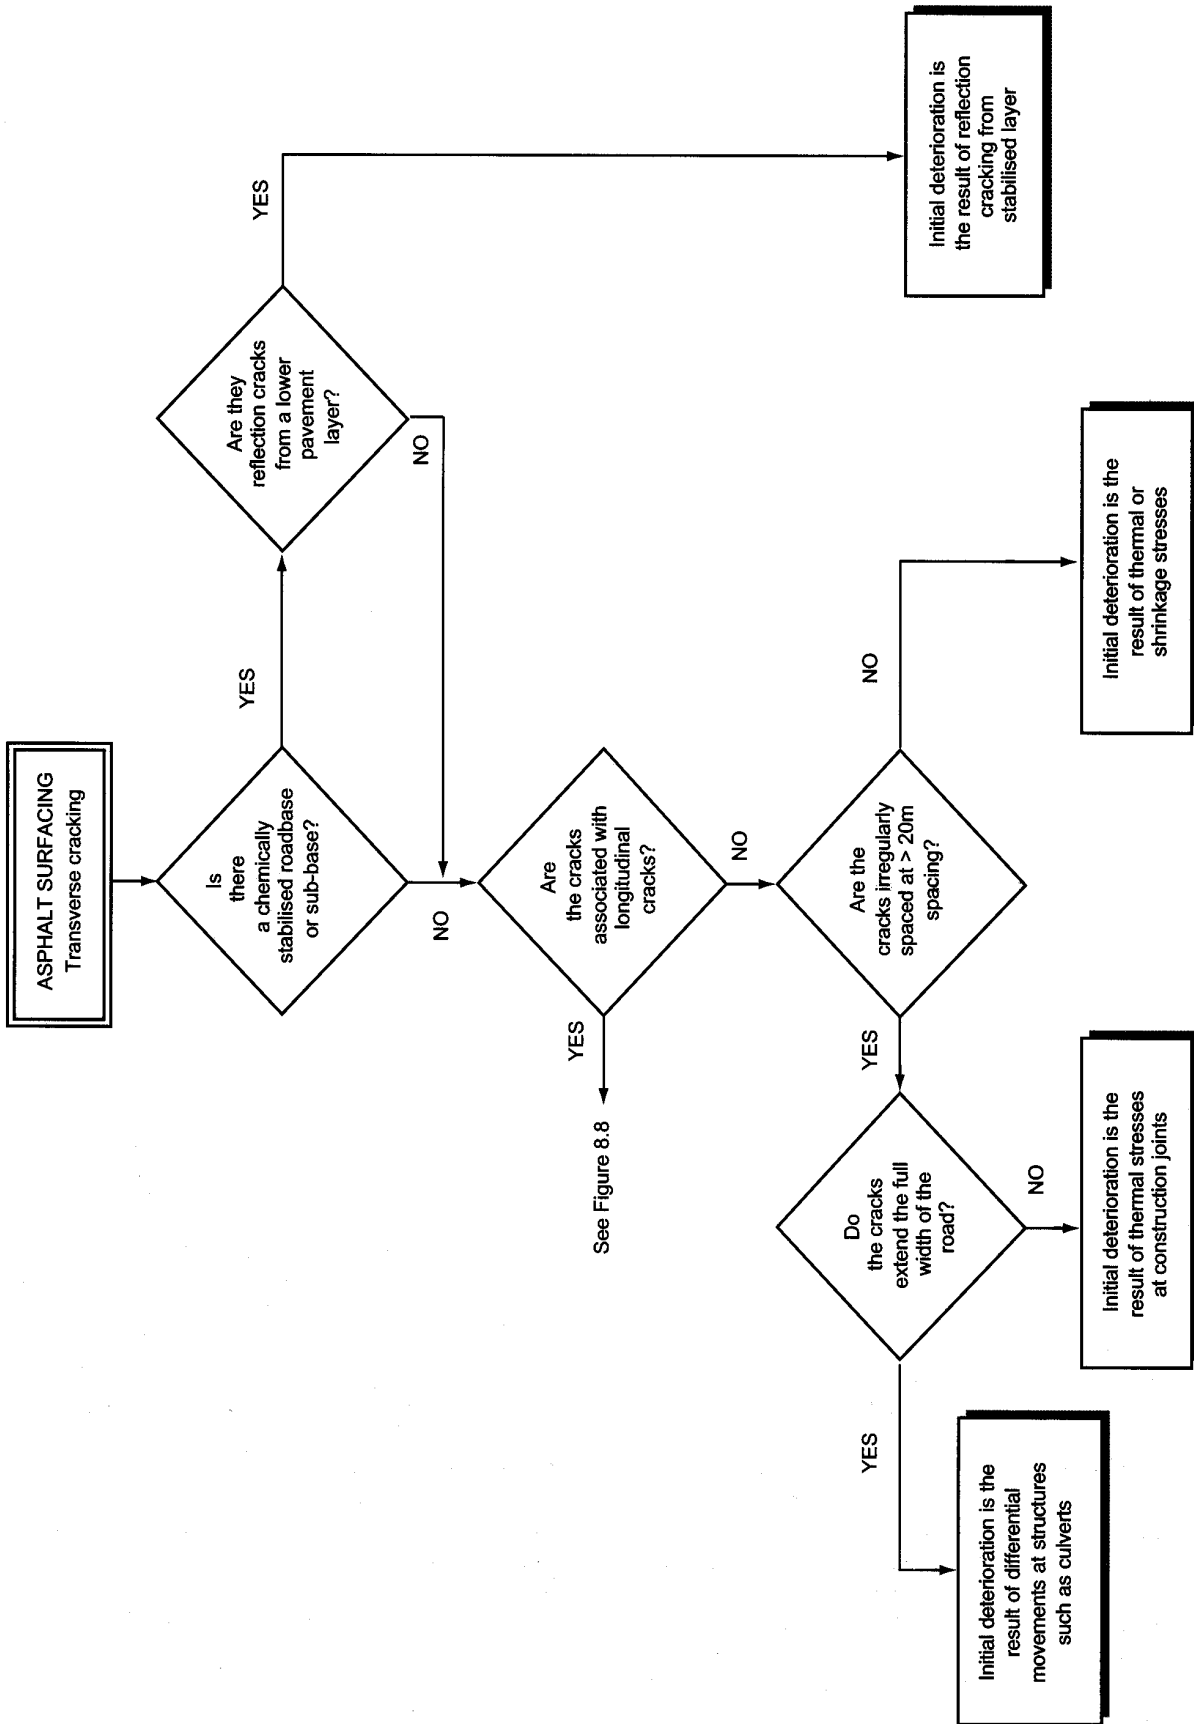 ASPHALT SURFACING
Transverse cracking
Is
there
a chemically
stabilised roadbase
or sub-base?
YES
Are they
reflection cracks
from a lower
pavement
layer?
YES
NO
NO
Are
the cracks
associated with
longitudinal
cracks?
YES
See Figure 8.8
NO
Are the
cracks irregularly
spaced at > 20m
spacing?
YES
NO
Do
the cracks
extend the full
width of the
road?
YES
NO
Initial deterioration is the
result of differential
movements at structures
such as culverts
Initial deterioration is the
result of thermal stresses
at construction joints
Initial deterioration is the
result of thermal or
shrinkage stresses
Initial deterioration is
the result of reflection
cracking from
stabilised layer